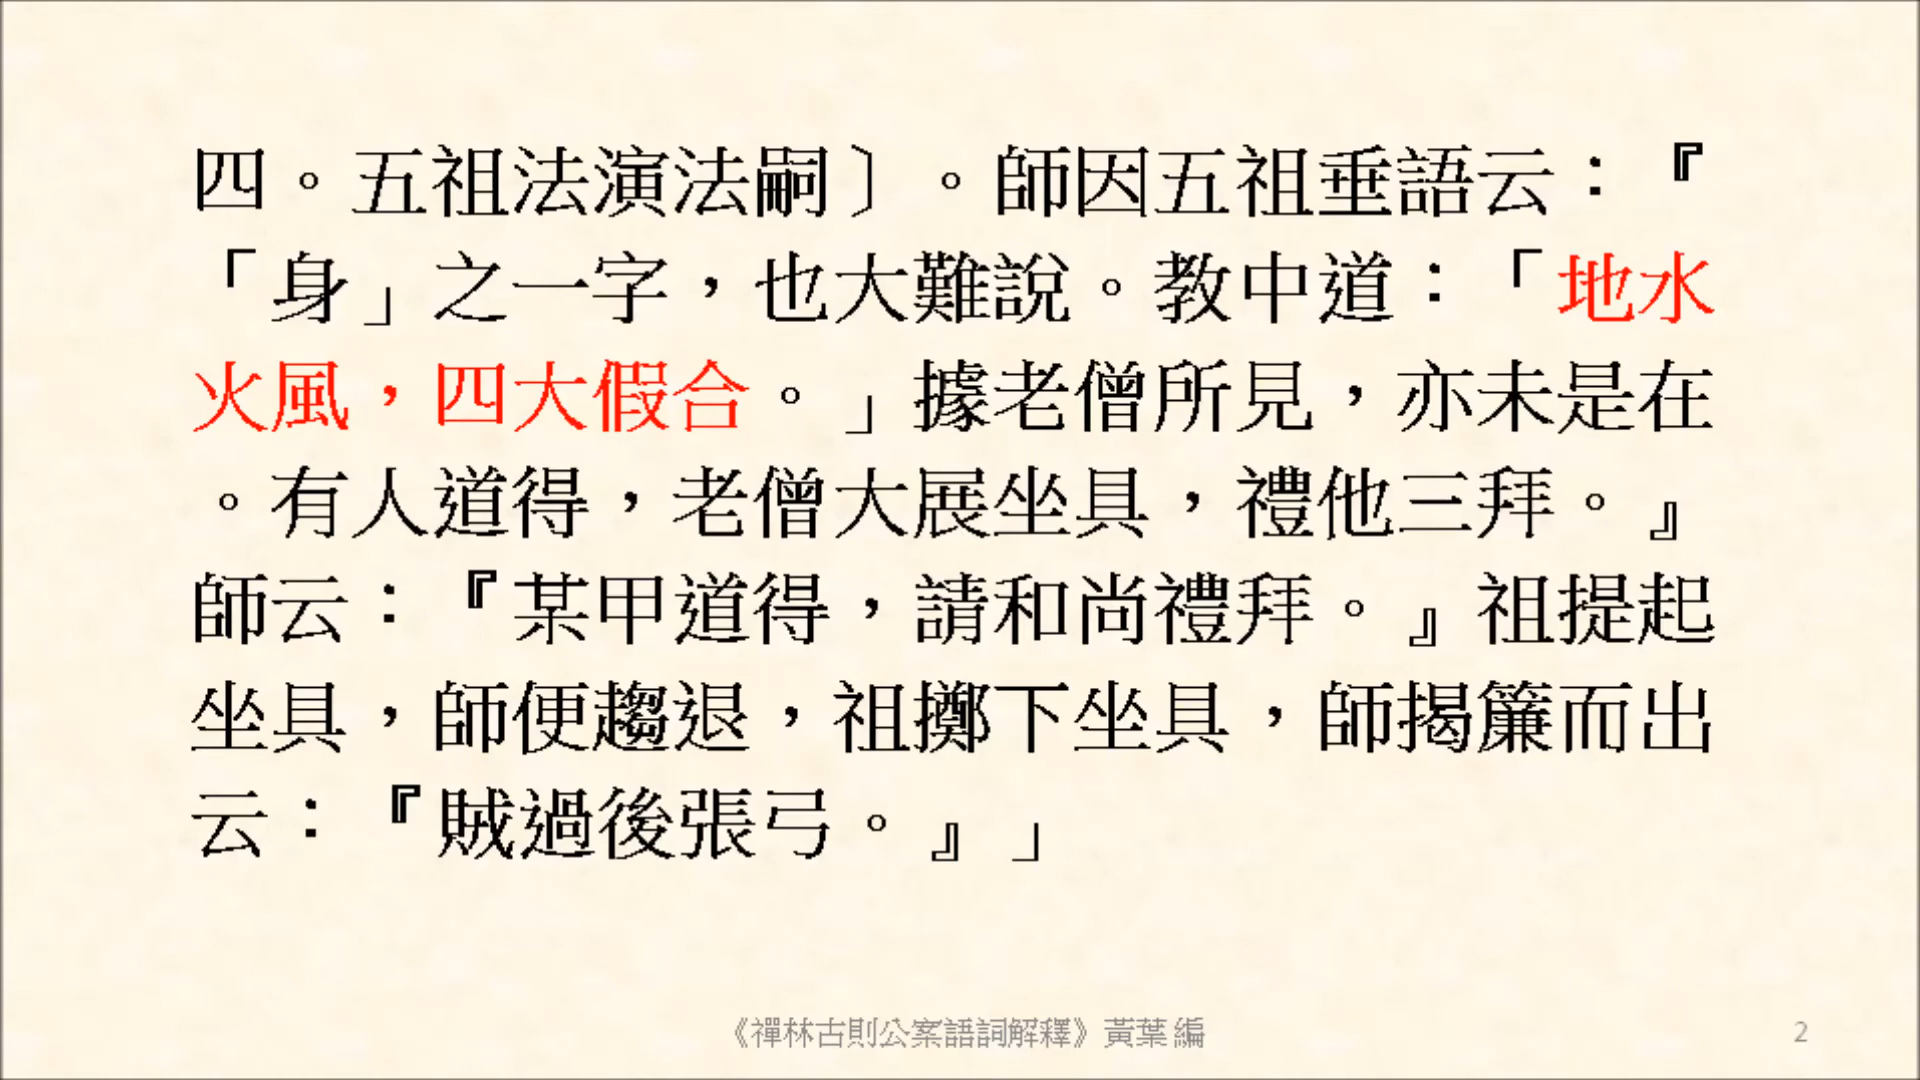 四。五祖法演法嗣〕。師因五祖垂語云：『
「身」之一字，也大難說。教中道：「地水
火風，四大假合。」據老僧所見，亦未是在
。有人道得，老僧大展坐具，禮他三拜。』
師云：『某甲道得，請和尚禮拜。』祖提起
坐具，師便趨退，祖擲下坐具，師揭簾而出
云：『賊過後張弓。』」
《禪林古則公案語詞解釋》黃葉 編
2